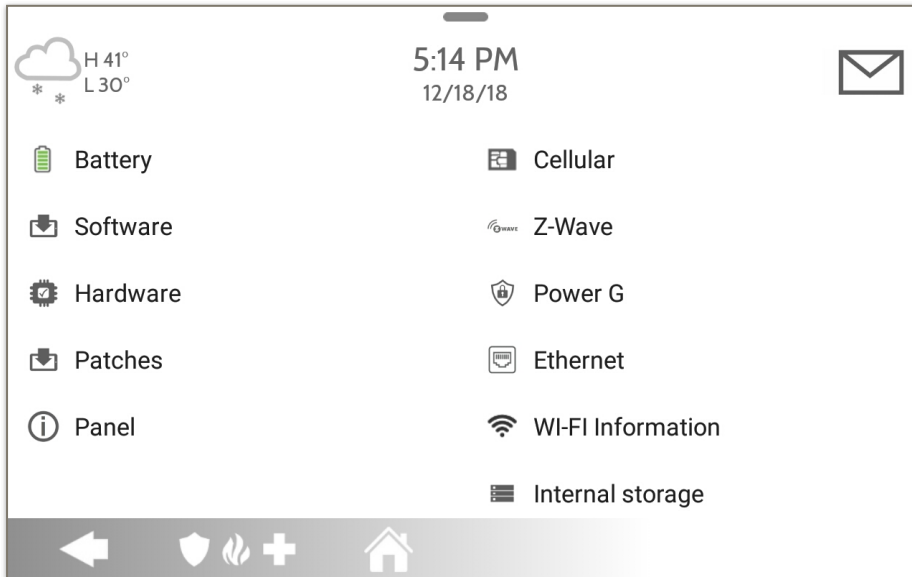 H 41°
L 30°
5:14 PM
12/18/18
Battery
Software
Hardware
Patches
Panel
Cellular
Z-WAVE Z-Wave
Power G
Ethernet
WI-FI Information
Internal storage